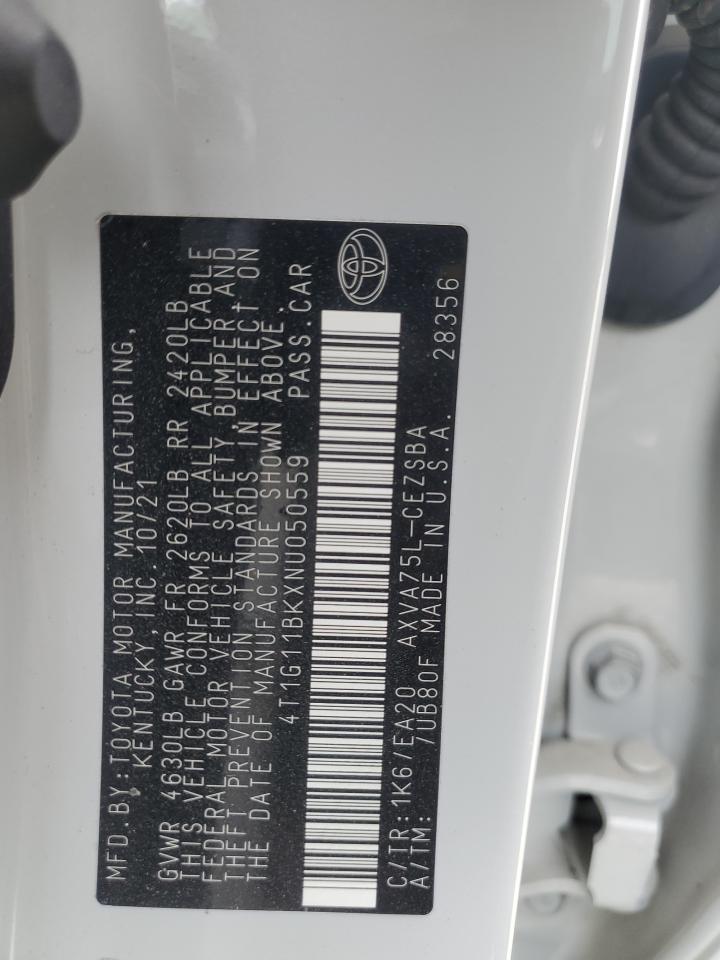 MFD.BY:TOYOTA MOTOR MANUFACTURING,
KENTUCKY,INC 10/21
GVWR 4630LB GAWR FR 2620LB RR 2420LB
THIS VEHICLE CONFORMS TO ALL APPLICABLE
FEDERAL MOTOR VEHICLE SAFETY,BUMPER,AND
THEFT PREVENTION STANDARDS IN EFFECT ON
THE DATE OF MANUFACTURE SHOWN ABOVE.
4T1G11BKXNU050559 PASS.CAR
C/TR:1K6/EA20 AXVA75L-CEZSBA
A/TM: /UB80F MADE IN U.S.A. 28356